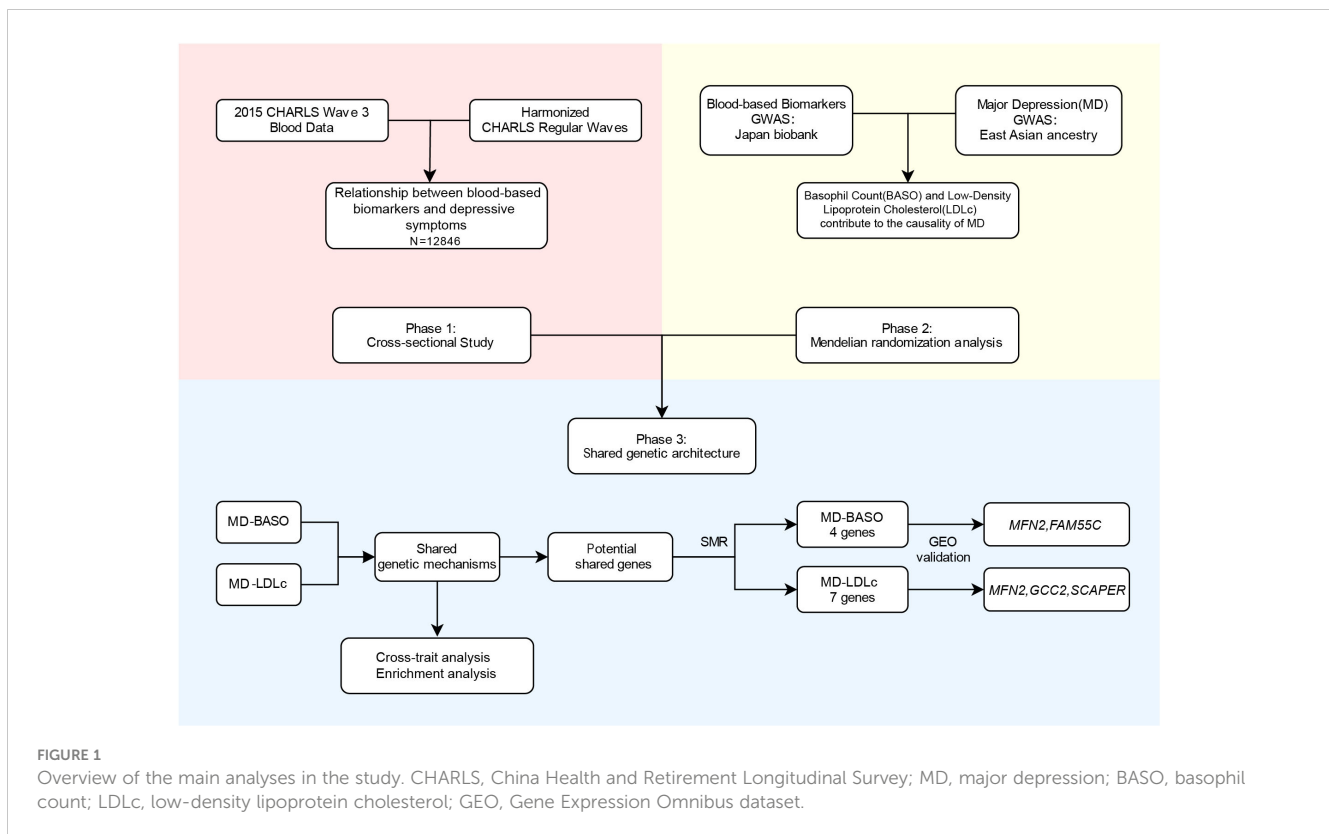 2015 CHARLS Wave 3
Blood Data
Harmonized
CHARLS Regular Waves
Relationship between blood-based
biomarkers and depressive
symptoms
N=12846
Blood-based Biomarkers
GWAS:
Japan biobank
Major Depression(MD)
GWAS:
East Asian ancestry
Basophil Count(BASO) and Low-Density
Lipoprotein Cholesterol(LDLc)
contribute to the causality of MD
Phase 1:
Cross-sectional Study
Phase 2:
Mendelian randomization analysis
Phase 3:
Shared genetic architecture
MD-BASO
MD-LDLc
Shared
genetic mechanisms
Cross-trait analysis
Enrichment analysis
Potential
shared genes
SMR
MD-BASO
4 genes
MD-LDLc
7 genes
GEO
validation
MFN2,FAM55C
MFN2,GCC2,SCAPER
FIGURE 1
Overview of the main analyses in the study. CHARLS, China Health and Retirement Longitudinal Survey; MD, major depression; BASO, basophil
count; LDLc, low-density lipoprotein cholesterol; GEO, Gene Expression Omnibus dataset.